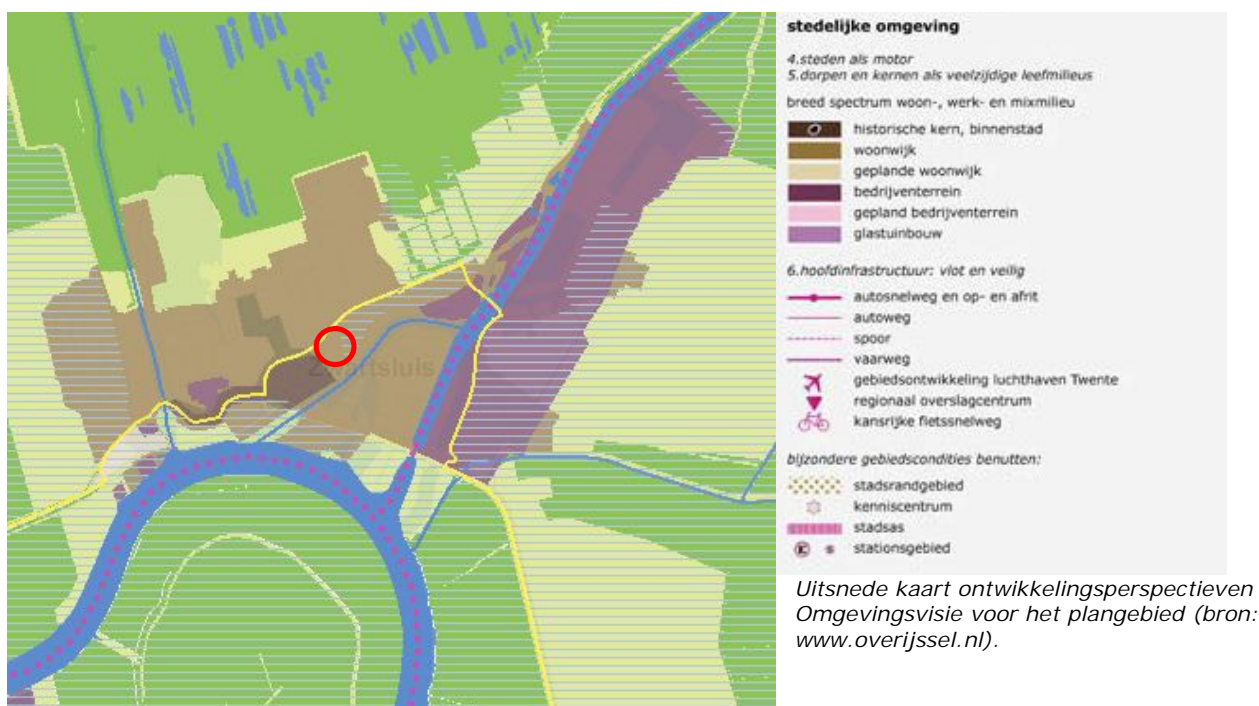 Zwartsluis
stedelijke omgeving
4.steden als motor
5.dorpen en kernen als veelzijdige leefmilieus
breed spectrum woon-, werk- en mixmilieu
historische kern, binnenstad
woonwijk
geplande woonwijk
bedrijventerrein
gepland bedrijventerrein
glastuinbouw
6.hoofdinfrastructuur: vlot en veilig
autosnelweg en op- en afrit
autoweg
spoor
vaarweg
gebiedsontwikkeling luchthaven Twente
regionaal overslagcentrum
kansrijke fietssnelweg
bijzondere gebiedscondities benutten:
stadsrandgebied
kenniscentrum
stadsas
K s stationsgebied
Uitsnede kaart ontwikkelingsperspectieven
Omgevingsvisie voor het plangebied (bron:
www.overijssel.nl).